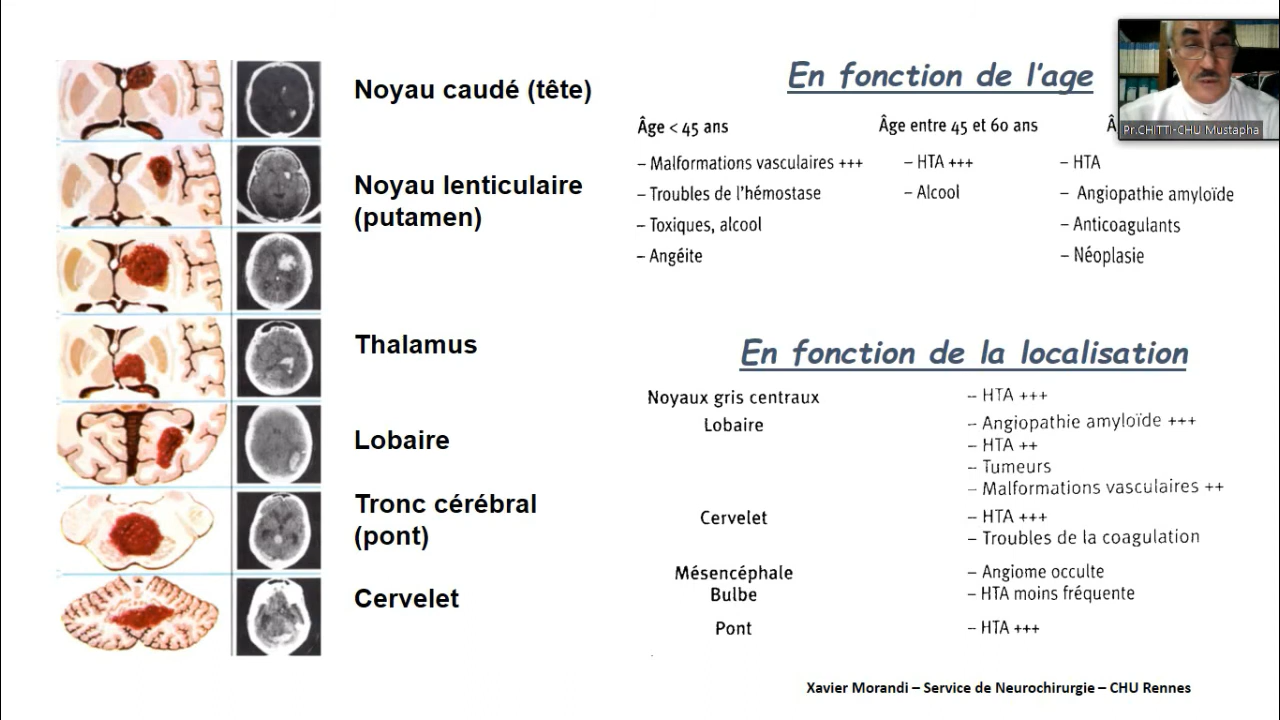 Noyau caudé (tête)
Noyau lenticulaire
(putamen)
Thalamus
Lobaire
Tronc cérébral
(pont)
Cervelet
En fonction de l'age
Âge < 45 ans
– Malformations vasculaires +++
– Troubles de l'hémostase
– Toxiques, alcool
– Angéite
Âge entre 45 et 60 ans
– HTA +++
– Alcool
– HTA
– Angiopathie amyloïde
– Anticoagulants
– Néoplasie
En fonction de la localisation
Noyaux gris centraux – HTA +++
Lobaire – Angiopathie amyloïde +++
– HTA ++
– Tumeurs
– Malformations vasculaires ++
Cervelet – HTA +++
– Troubles de la coagulation
Mésencéphale – Angiome occulte
Bulbe – HTA moins fréquente
Pont – HTA +++
Xavier Morandi – Service de Neurochirurgie – CHU Rennes
Pr.CHITTI-CHU Mustapha